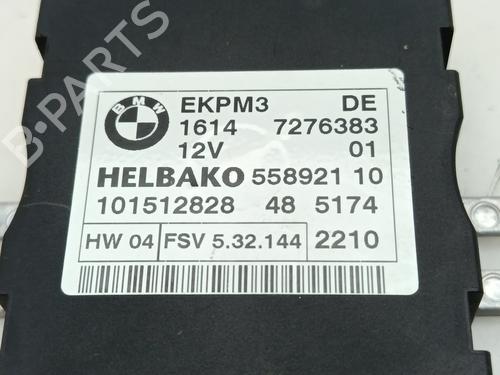 BMW
EKPM3 DE
1614 7276383
12V 01
HELBAKO 558921 10
101512828 48 5174
HW 04 FSV 5.32.144 2210